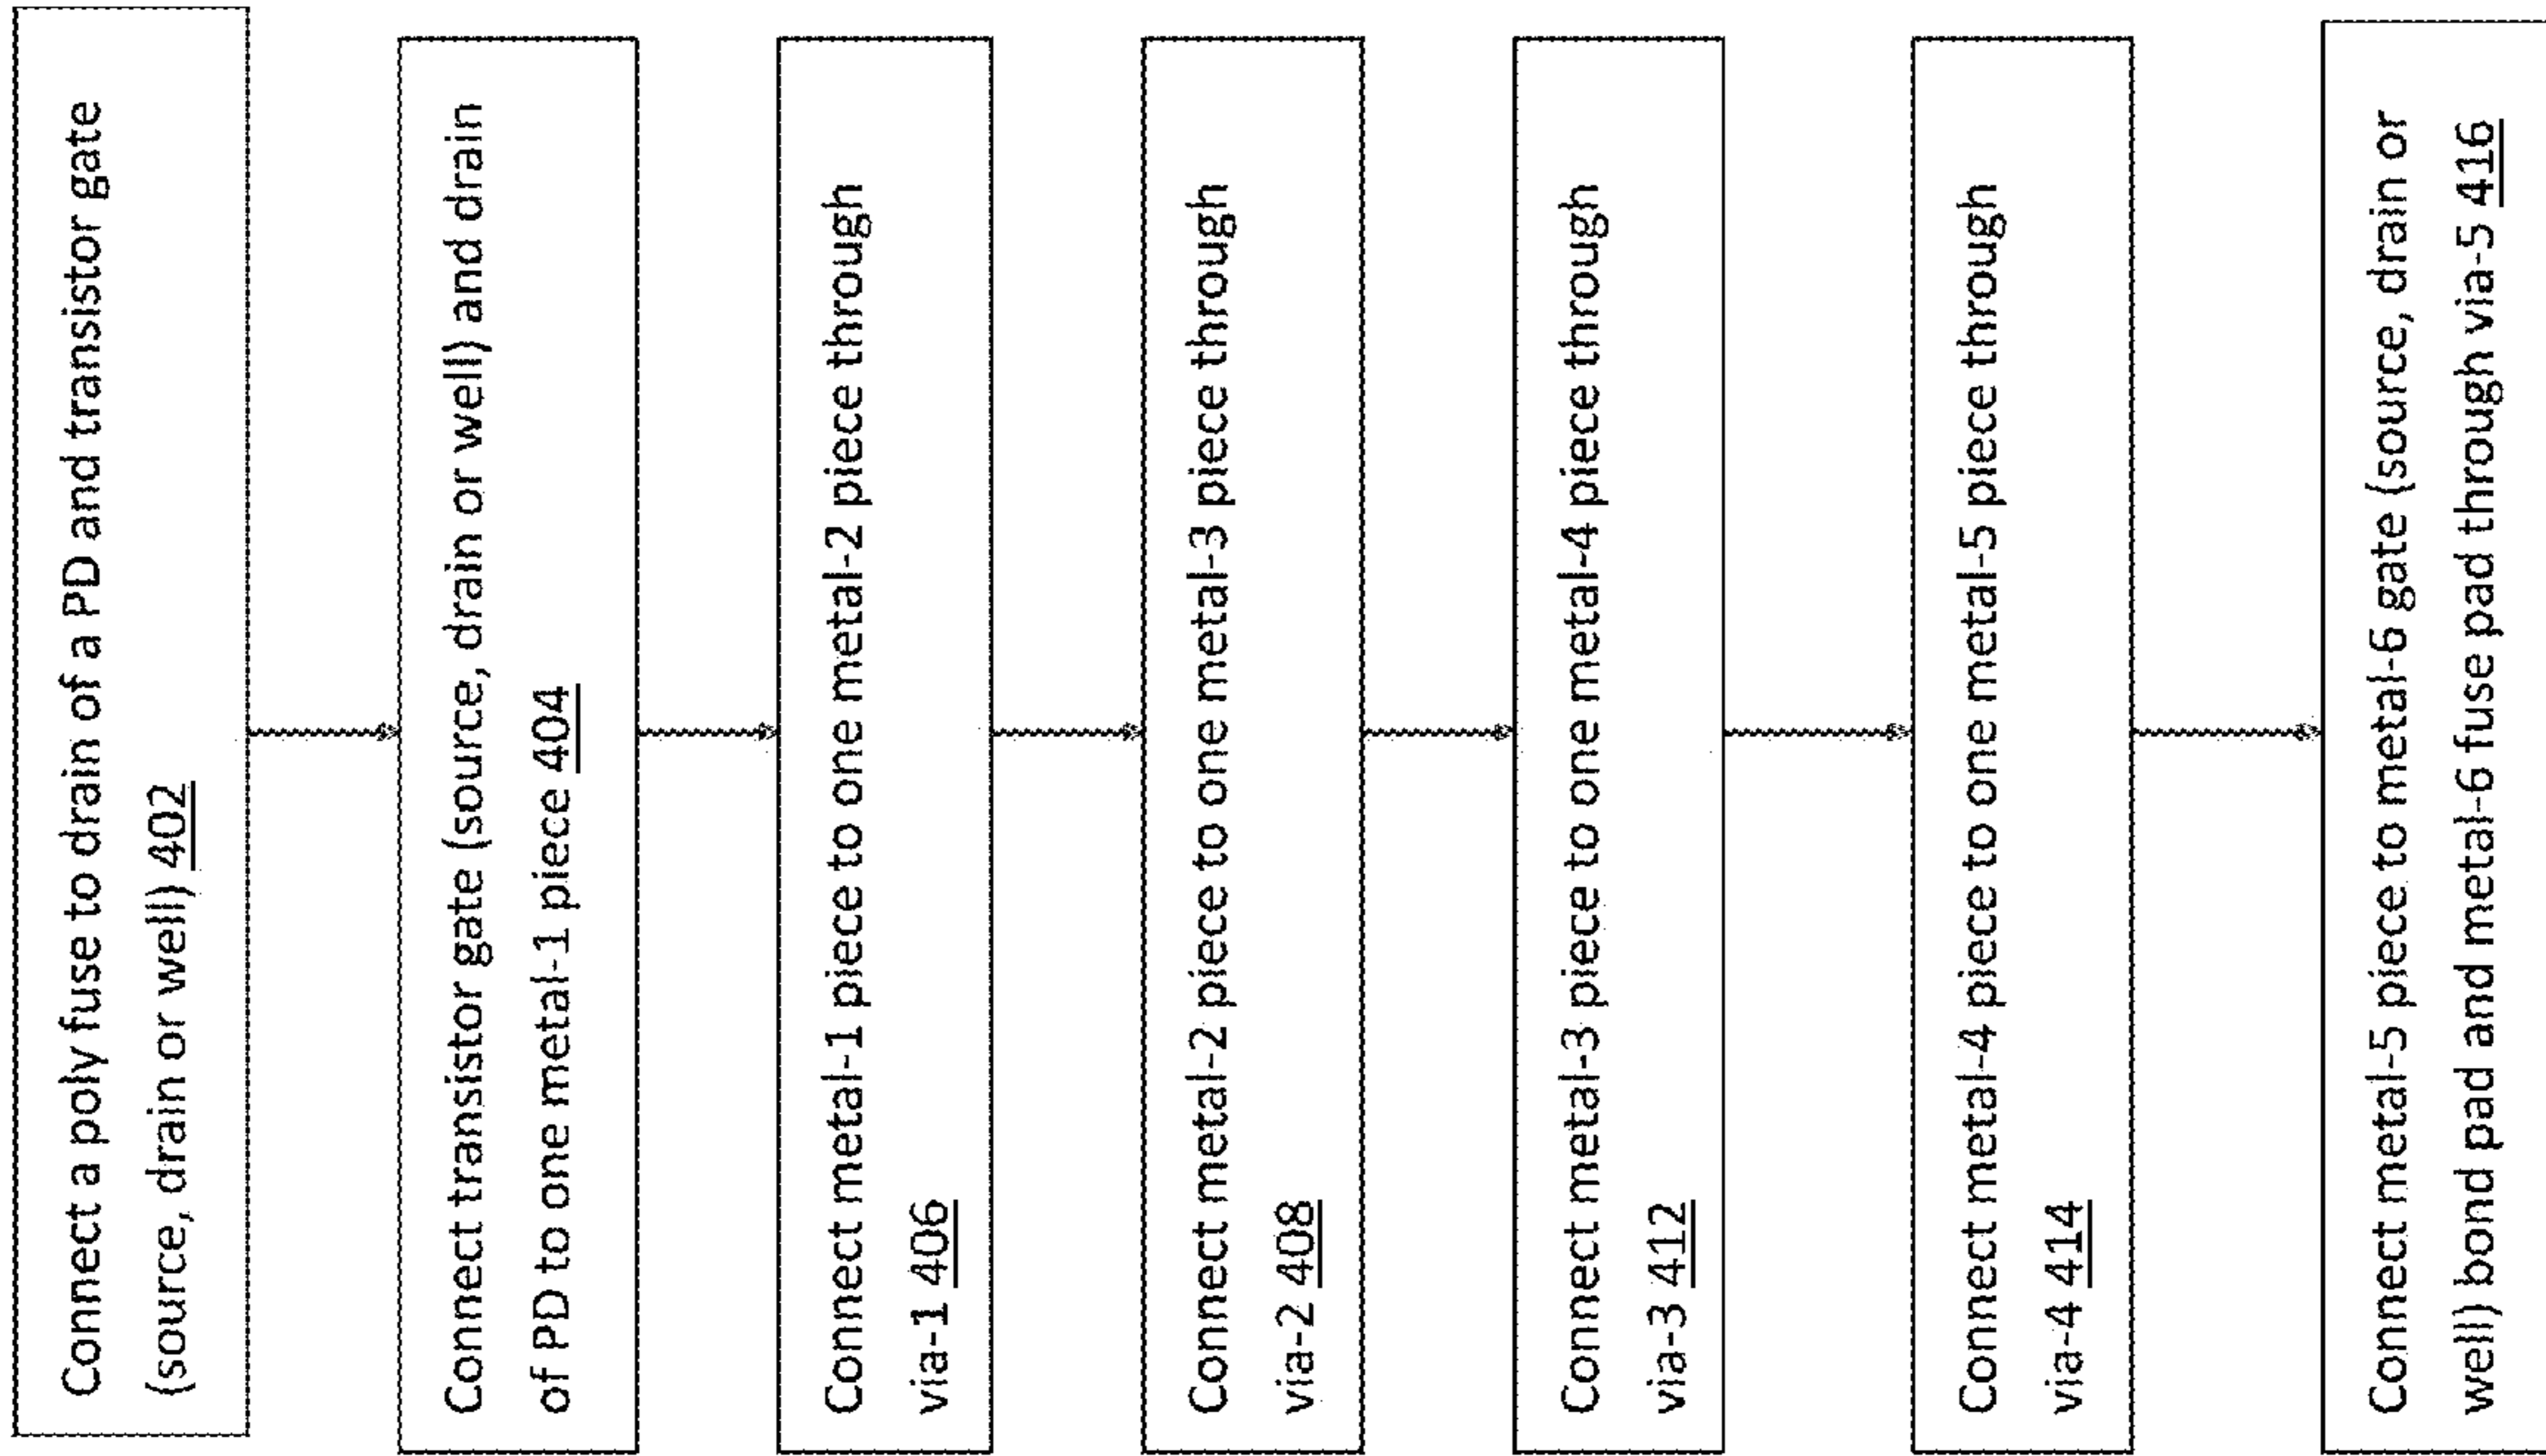 Connect a poly fuse to drain of a PD and transistor gate
(source, drain or well) 402
Connect transistor gate (source, drain or well) and drain
of PD to one metal-1 piece 404
Connect metal-1 piece to one metal-2 piece through
via-1 406
Connect metal-2 piece to one metal-3 piece through
via-2 408
Connect metal-3 piece to one metal-4 piece through
via-3 412
Connect metal-4 piece to one metal-5 piece through
via-4 414
Connect metal-5 piece to metal-6 gate (source, drain or
well) bond pad and metal-6 fuse pad through via-5 416